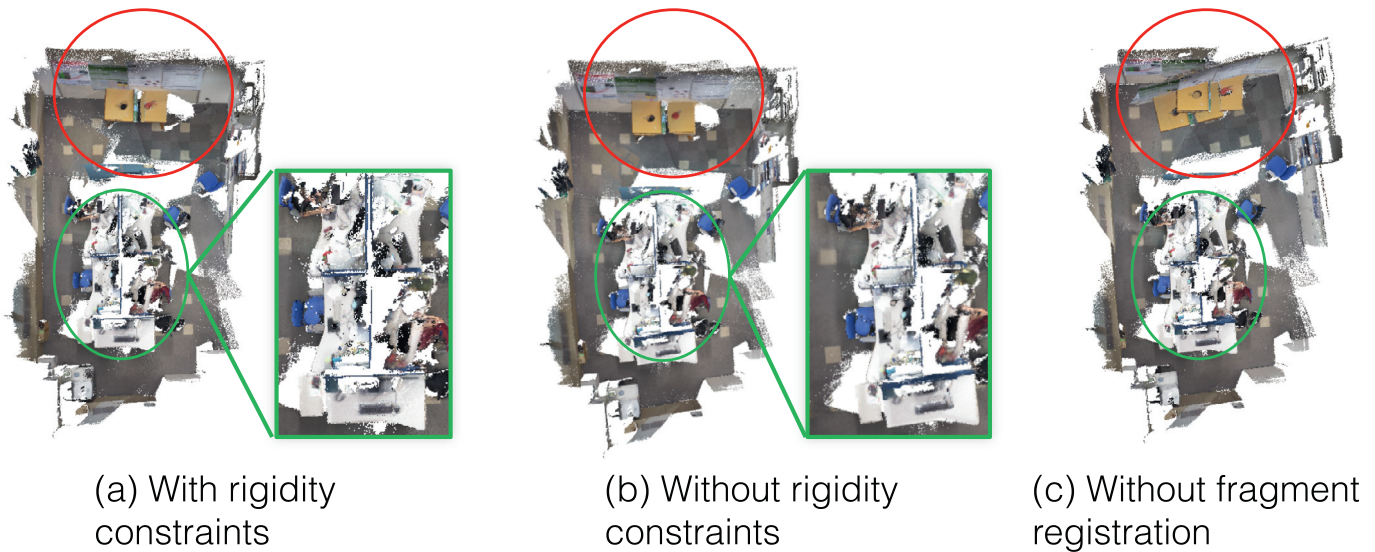 (a) With rigidity
constraints
(b) Without rigidity
constraints
(c) Without fragment
registration